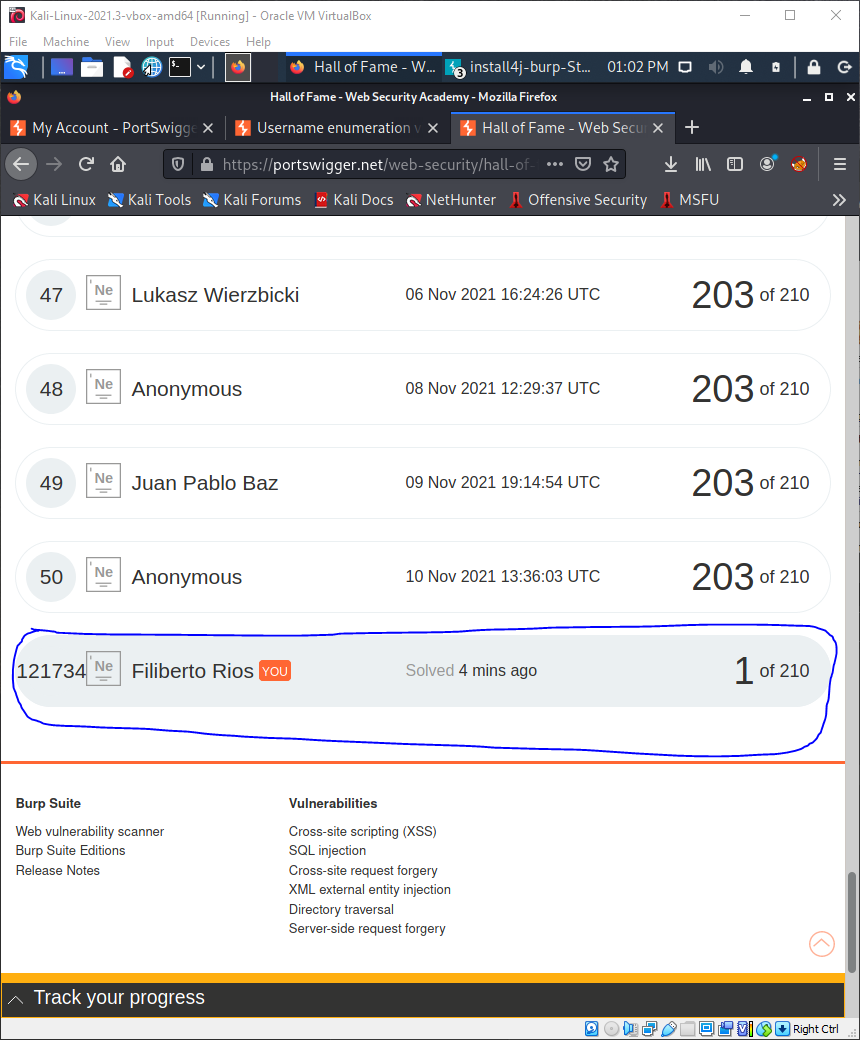 Kali-Linux-2021.3-vbox-amd64 [Running] - Oracle VM VirtualBox
File Machine View Input Devices Help
Hall of Fame - W... 3 install4j-burp-St... 01:02 PM
Hall of Fame - Web Security Academy - Mozilla Firefox
My Account - PortSwigge Username enumeration v Hall of Fame - Web Secu
https://portswigger.net/web-security/hall-of-
Kali Linux Kali Tools Kali Forums Kali Docs NetHunter Offensive Security MSFU
47 Ne Lukasz Wierzbicki 06 Nov 2021 16:24:26 UTC 203 of 210
48 Ne Anonymous 08 Nov 2021 12:29:37 UTC 203 of 210
49 Ne Juan Pablo Baz 09 Nov 2021 19:14:54 UTC 203 of 210
50 Ne Anonymous 10 Nov 2021 13:36:03 UTC 203 of 210
121734 Ne Filiberto Rios YOU Solved 4 mins ago 1 of 210
Burp Suite
Web vulnerability scanner
Burp Suite Editions
Release Notes
Vulnerabilities
Cross-site scripting (XSS)
SQL injection
Cross-site request forgery
XML external entity injection
Directory traversal
Server-side request forgery
Track your progress
Right Ctrl